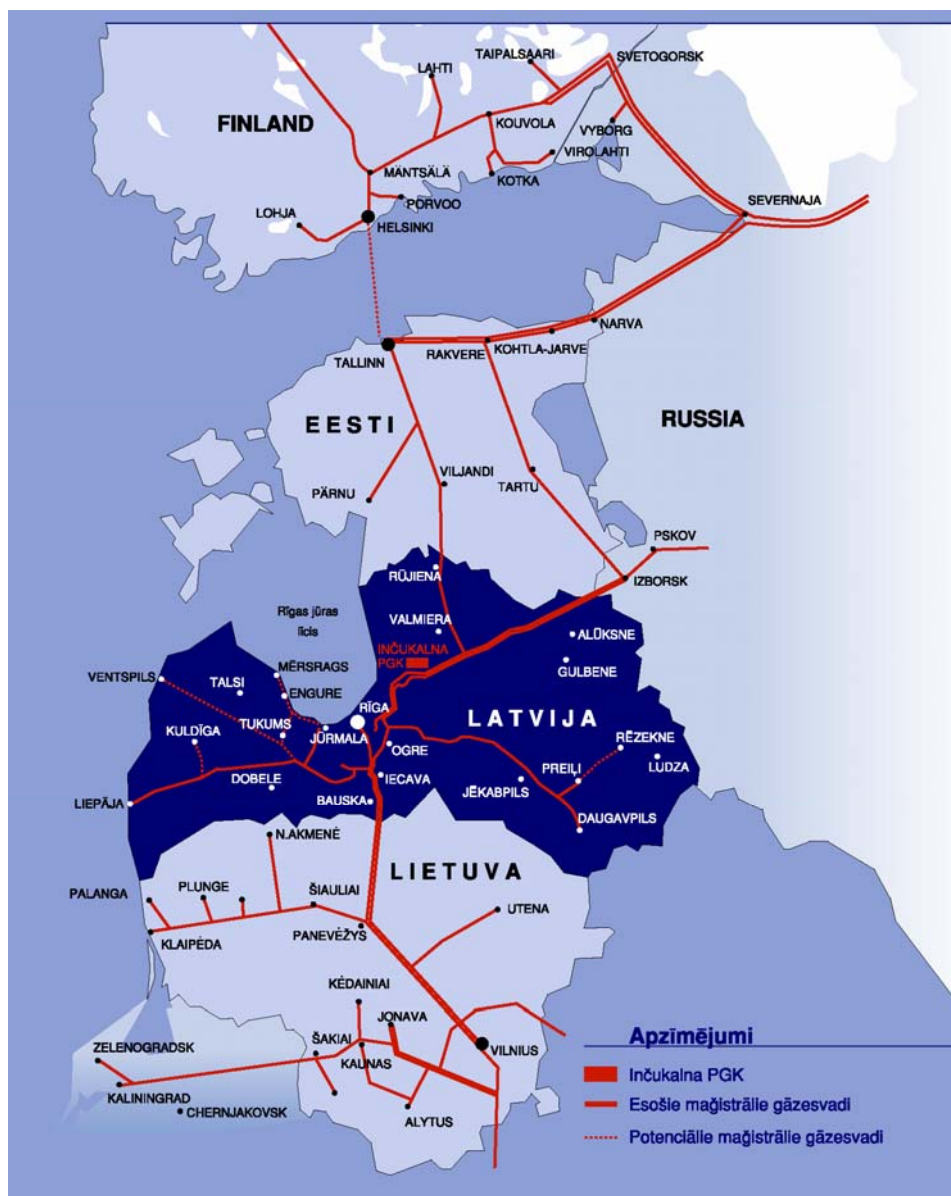 TAIPALSAARI
SVETOGORSK
LAHTI
FINLAND
KOUVOLA
VYBORG
VIROLAHTI
MÄNTSÄLÄ
KOTKA
PORVOO
SEVERNAJA
LOHJA
HELSINKI
NARVA
TALLINN
RAKVERE
KOHTLA-JARVE
EESTI
RUSSIA
VILJANDI
TARTU
PÄRNU
PSKOV
RŪJIENA
IZBORSK
Rīgas jūras
līcis
VALMIERA
ALŪKSNE
INČUKALNA
PGK
GULBENE
MĒRSRAGS
VENTSPILS
TALSI
ENGURE
RĪGA
LATVIJA
KULDĪGA
TUKUMS
JŪRMALA
RĒZEKNE
OGRE
PREIĻI
LUDZA
DOBELE
IECAVA
JĒKABPILS
LIEPĀJA
BAUSKA
DAUGAVPILS
N.AKMENĖ
LIETUVA
PALANGA
PLUNGE
ŠIAULIAI
UTENA
PANEVĖŽYS
KLAIPĖDA
KĖDAINIAI
JONAVA
ZELENOGRADSK
ŠAKIAI
KAUNAS
VILNIUS
KALININGRAD
CHERNJAKOVSK
ALYTUS
Apzīmējumi
Inčukalna PGK
Esošie maģistrālie gāzesvadi
Potenciālie maģistrālie gāzesvadi